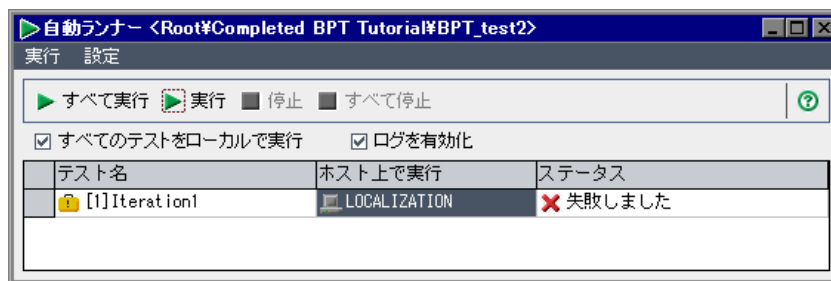 自動ランナー <Root¥Completed BPT Tutorial¥BPT_test2>
実行 設定
すべて実行 実行 停止 すべて停止
すべてのテストをローカルで実行 ログを有効化
テスト名 ホスト上で実行 ステータス
[1]Iteration1 LOCALIZATION 失敗しました